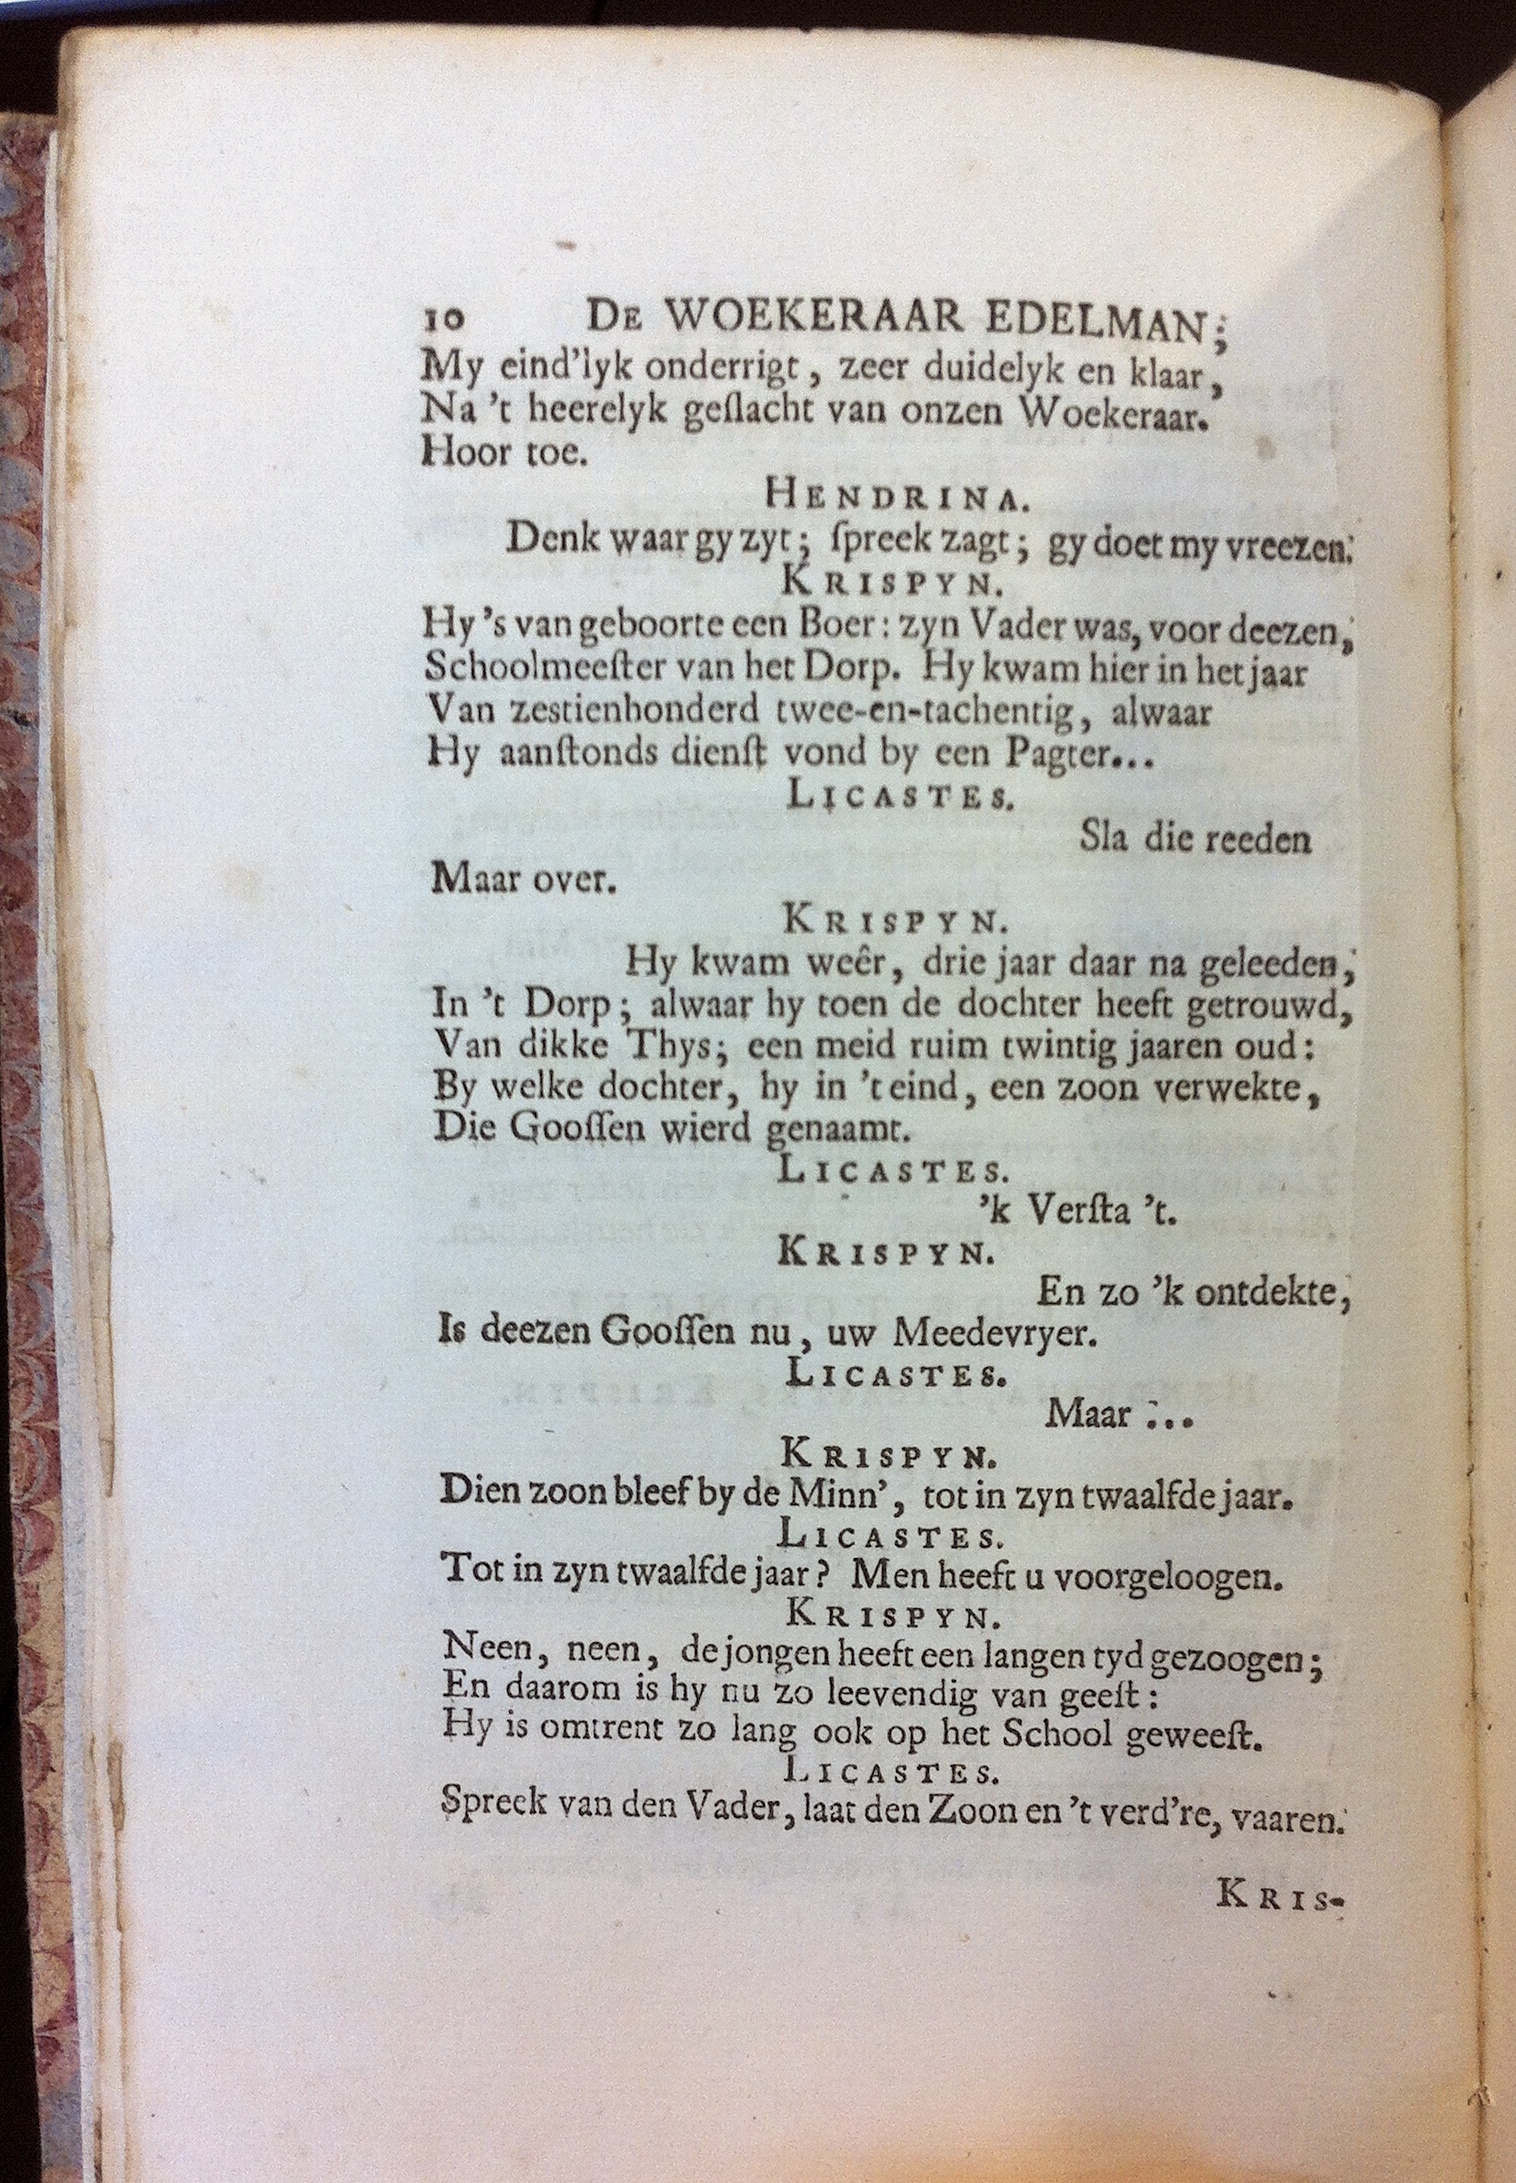 10 DE WOEKERAAR EDELMAN;
My eind'lyk onderrigt, zeer duidelyk en klaar,
Na 't heerelyk geſlacht van onzen Woekeraar.
Hoor toe.
HENDRINA.
Denk waar gy zyt; ſpreek zagt; gy doet my vreezen.
KRISPYN.
Hy 's van geboorte een Boer: zyn Vader was, voor deezen,
Schoolmeeſter van het Dorp. Hy kwam hier in het jaar
Van zestienhonderd twee-en-tachentig, alwaar
Hy aanſtonds dienſt vond by een Pagter...
LICASTES.
Sla die reeden
Maar over.
KRISPYN.
Hy kwam weêr, drie jaar daar na geleeden,
In 't Dorp; alwaar hy toen de dochter heeft getrouwd,
Van dikke Thys; een meid ruim twintig jaaren oud:
By welke dochter, hy in 't eind, een zoon verwekte,
Die Gooſſen wierd genaamt.
LICASTES.
'k Verſta 't.
KRISPYN.
En zo 'k ontdekte,
Is deezen Gooſſen nu, uw Meedevryer.
LICASTES.
Maar ...
KRISPYN.
Dien zoon bleef by de Minn', tot in zyn twaalfde jaar.
LICASTES.
Tot in zyn twaalfde jaar? Men heeft u voorgeloogen.
KRISPYN.
Neen, neen, de jongen heeft een langen tyd gezoogen;
En daarom is hy nu zo leevendig van geeſt:
Hy is omtrent zo lang ook op het School geweeſt.
LICASTES.
Spreek van den Vader, laat den Zoon en 't verd're, vaaren.
KRIS-